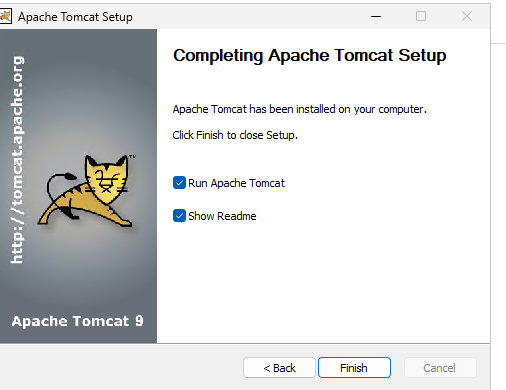 Apache Tomcat Setup
http://tomcat.apache.org
TM
Apache Tomcat 9
Completing Apache Tomcat Setup
Apache Tomcat has been installed on your computer.
Click Finish to close Setup.
Run Apache Tomcat
Show Readme
< Back
Finish
Cancel